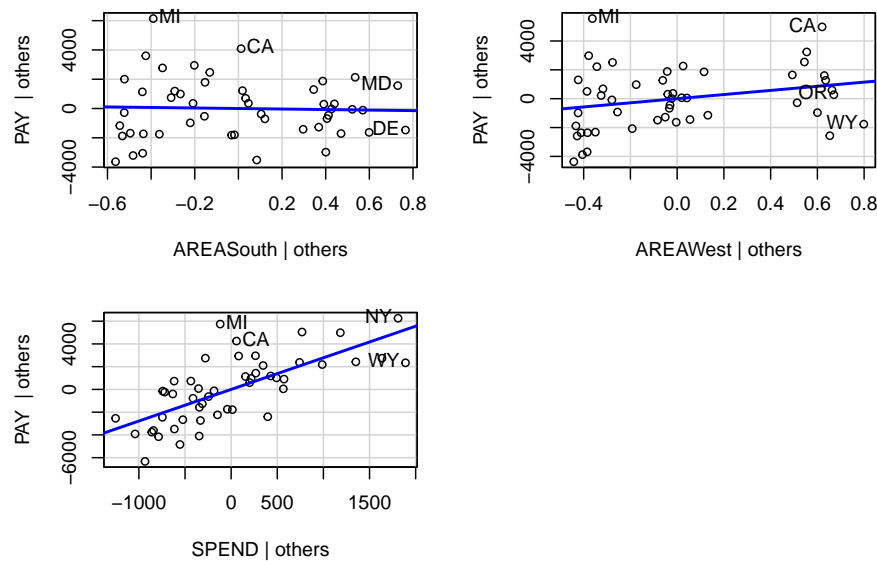 PAY | others
4000
0
−4000
MI
CA
MD
DE
−0.6
−0.2
0.2
0.4
0.6
0.8
AREASouth | others
PAY | others
4000
0
−4000
MI
CA
OR
WY
−0.4
0.0
0.2
0.4
0.6
0.8
AREAWest | others
PAY | others
4000
0
−6000
MI
CA
NY
WY
−1000
0
500
1500
SPEND | others